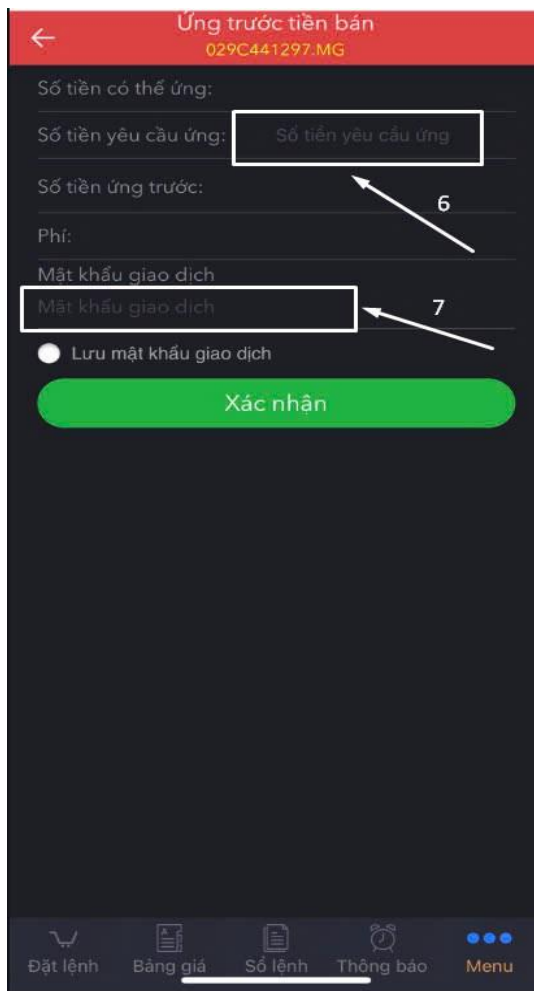 Ứng trước tiền bán
029C441297.MG
Số tiền có thể ứng:
Số tiền yêu cầu ứng: Số tiền yêu cầu ứng
Số tiền ứng trước:
6
Phí:
Mật khẩu giao dịch
Mật khẩu giao dịch
7
Lưu mật khẩu giao dịch
Xác nhận
Đặt lệnh Bảng giá Sổ lệnh Thông báo Menu